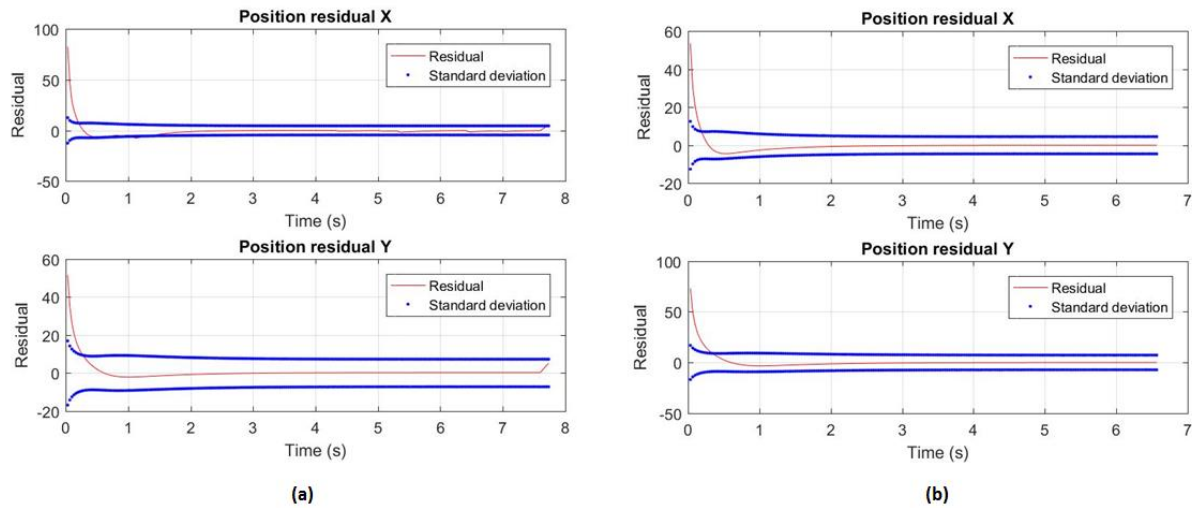 Position residual X
100
50
0
-50
Residual
Residual
Standard deviation
0 1 2 3 4 5 6 7 8
Time (s)
Position residual Y
60
40
20
0
-20
Residual
Residual
Standard deviation
0 1 2 3 4 5 6 7 8
Time (s)
(a)
Position residual X
60
40
20
0
-20
Residual
Residual
Standard deviation
0 1 2 3 4 5 6 7
Time (s)
Position residual Y
100
50
0
-50
Residual
Residual
Standard deviation
0 1 2 3 4 5 6 7
Time (s)
(b)